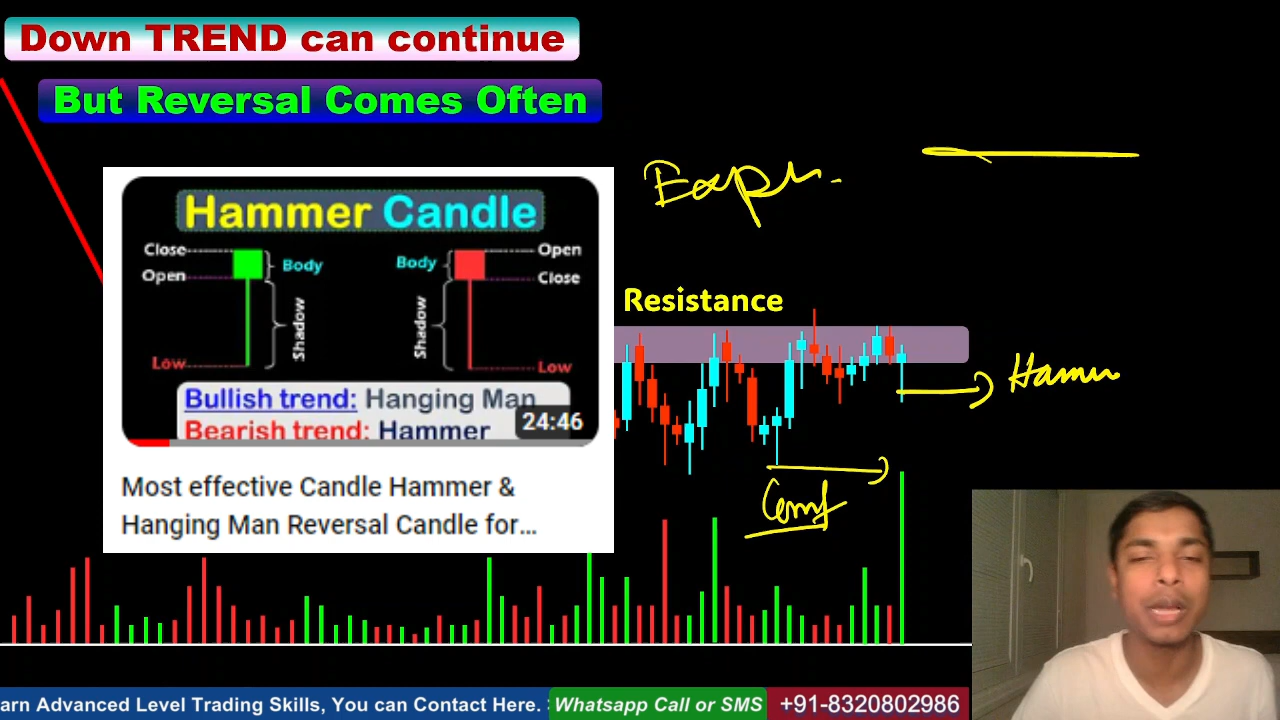 Down TREND can continue
But Reversal Comes Often
Hammer Candle
Close
Open
Body
Shadow
Low
Body
Shadow
Open
Close
Low
Bullish trend: Hanging Man
Bearish trend: Hammer
24:46
Most effective Candle Hammer &
Hanging Man Reversal Candle for...
Resistance
arn Advanced Level Trading Skills, You can Contact Here.
Whatsapp Call or SMS
+91-8320802986